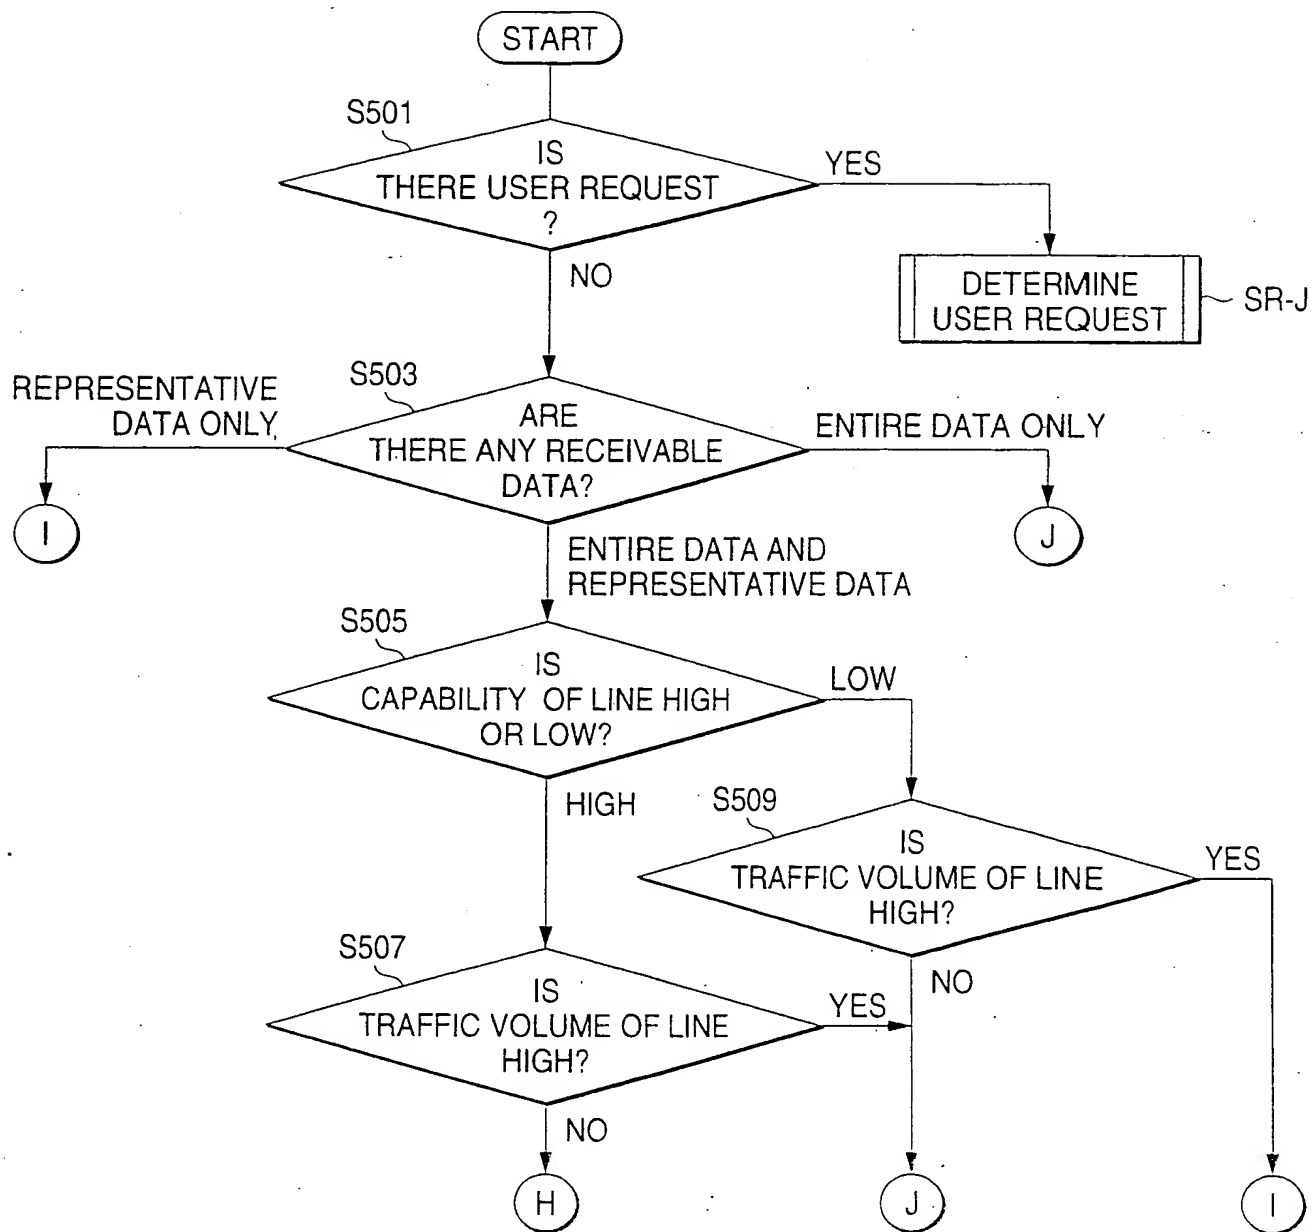 START
S501
IS
THERE USER REQUEST
?
YES
NO
DETERMINE
USER REQUEST
SR-J
S503
REPRESENTATIVE
DATA ONLY
ARE
THERE ANY RECEIVABLE
DATA?
ENTIRE DATA ONLY
I
J
ENTIRE DATA AND
REPRESENTATIVE DATA
S505
IS
CAPABILITY OF LINE HIGH
OR LOW?
LOW
HIGH
S509
IS
TRAFFIC VOLUME OF LINE
HIGH?
YES
NO
S507
IS
TRAFFIC VOLUME OF LINE
HIGH?
YES
NO
H
J
I